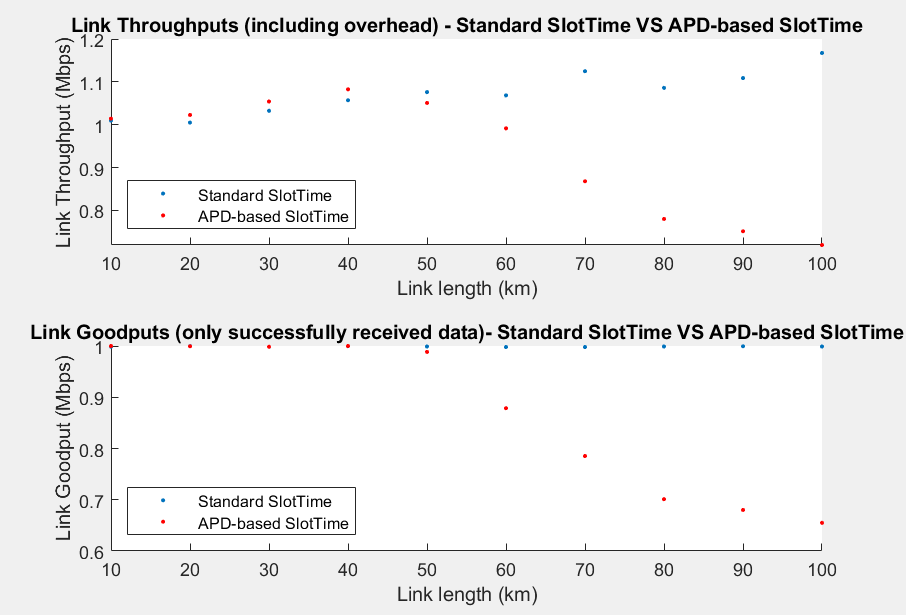 Link Throughputs (including overhead) - Standard SlotTime VS APD-based SlotTime
Link Throughput (Mbps)
1.2
1.1
1
0.9
0.8
Standard SlotTime
APD-based SlotTime
10 20 30 40 50 60 70 80 90 100
Link length (km)
Link Goodputs (only successfully received data)- Standard SlotTime VS APD-based SlotTime
Link Goodput (Mbps)
1
0.9
0.8
0.7
0.6
Standard SlotTime
APD-based SlotTime
10 20 30 40 50 60 70 80 90 100
Link length (km)